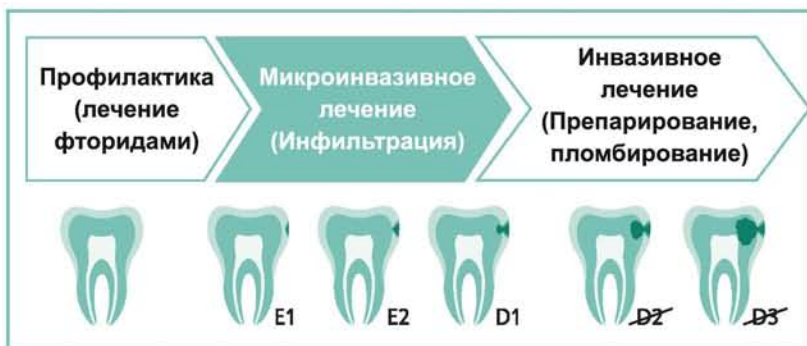 Профилактика
(лечение
фторидами)
Микроинвазивное
лечение
(Инфильтрация)
Инвазивное
лечение
(Препарирование,
пломбирование)
E1
E2
D1
D2
D3